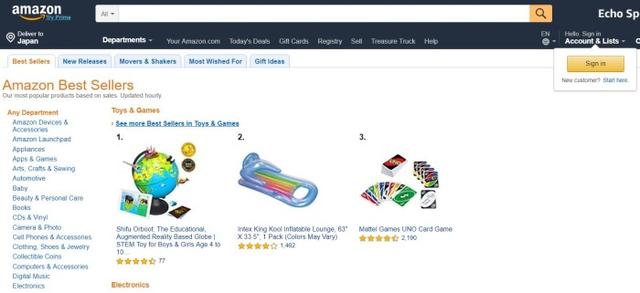 amazon
Try Prime
All
Echo Sp
Deliver to
Japan
Departments
Your Amazon.com
Today's Deals
Gift Cards
Registry
Sell
Treasure Truck
Help
EN
Hello. Sign in
Account & Lists
Sign in
New customer? Start here.
Best Sellers
New Releases
Movers & Shakers
Most Wished For
Gift Ideas
Amazon Best Sellers
Our most popular products based on sales. Updated hourly.
Any Department
Amazon Devices &
Accessories
Amazon Launchpad
Appliances
Apps & Games
Arts, Crafts & Sewing
Automotive
Baby
Beauty & Personal Care
Books
CDs & Vinyl
Camera & Photo
Cell Phones & Accessories
Clothing, Shoes & Jewelry
Collectible Coins
Computers & Accessories
Digital Music
Electronics
Toys & Games
› See more Best Sellers in Toys & Games
1.
Shifu Orboot: The Educational,
Augmented Reality Based Globe |
STEM Toy for Boys & Girls Age 4 to
10...
77
2.
Intex King Kool Inflatable Lounge, 63"
X 33.5", 1 Pack (Colors May Vary)
1,462
3.
Mattel Games UNO Card Game
2,190
Electronics